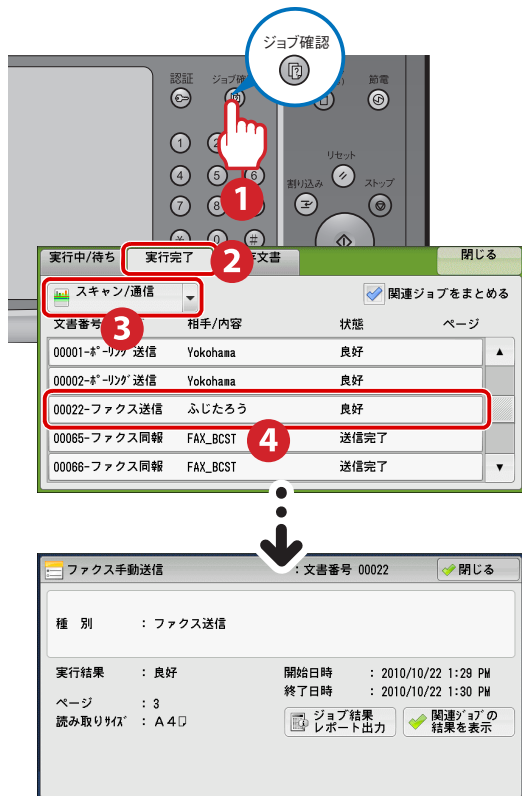 ジョブ確認
認証 ジョブ確 節電
1 2
4 5 6
7 8
0 #
リセット
割り込み ストップ
1
実行中/待ち 実行完了 文書 閉じる
2
スキャン/通信 関連ジョブをまとめる
3
文書番号 相手/内容 状態 ページ
00001-ﾎﾟｰﾘﾝｸﾞ送信 Yokohama 良好
00002-ﾎﾟｰﾘﾝｸﾞ送信 Yokohama 良好
00022-ファクス送信 ふじたろう 良好
4
00065-ファクス同報 FAX_BCST 送信完了
00066-ファクス同報 FAX_BCST 送信完了
ファクス手動送信 : 文書番号 00022 閉じる
種 別 : ファクス送信
実行結果 : 良好 開始日時 : 2010/10/22 1:29 PM
終了日時 : 2010/10/22 1:30 PM
ページ : 3
読み取りｻｲｽﾞ : A4
ジョブ結果
レポート出力
関連ｼﾞｮﾌﾞの
結果を表示